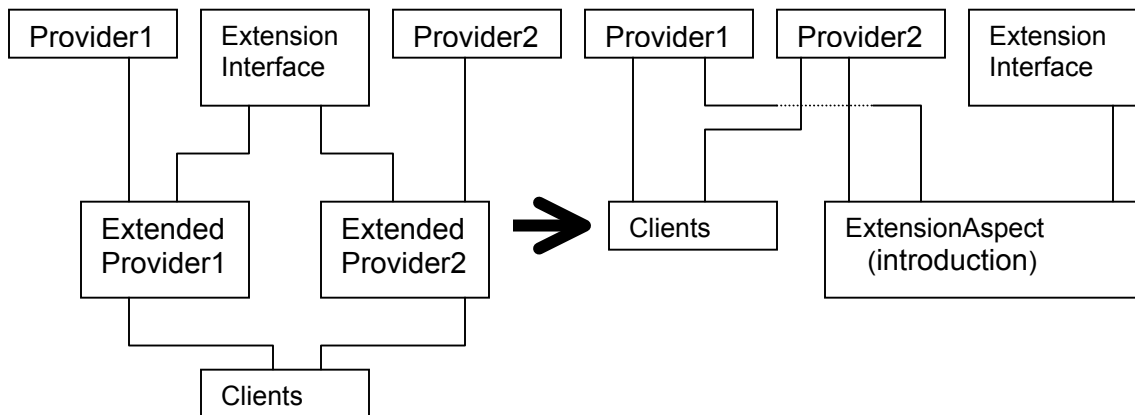 Provider1
Extension
Interface
Provider2
Extended
Provider1
Extended
Provider2
Clients
Provider1
Provider2
Extension
Interface
Clients
ExtensionAspect
(introduction)